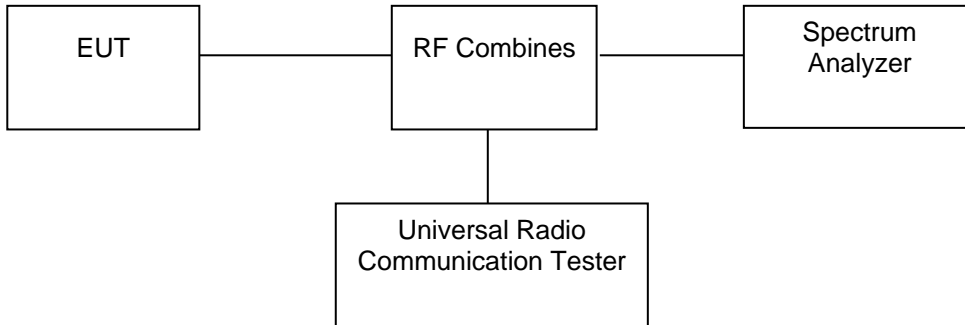 EUT
RF Combines
Spectrum
Analyzer
Universal Radio
Communication Tester